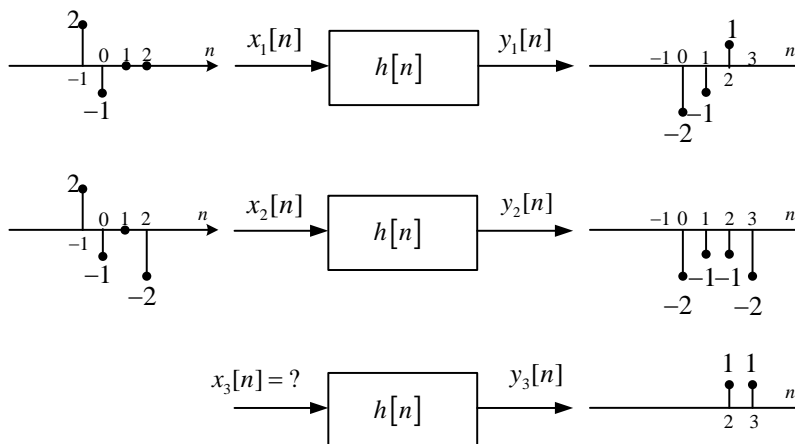 2 0 1 2 n x₁[n] h[n] y₁[n] 1 −1 0 1 3 n
−1 −1 −2 −1 2
2 0 1 2 n x₂[n] h[n] y₂[n] −1 0 1 2 3 n
−1 −1 −2 −2 −1 −1 −2
x₃[n] = ? h[n] y₃[n] 1 1 n
2 3